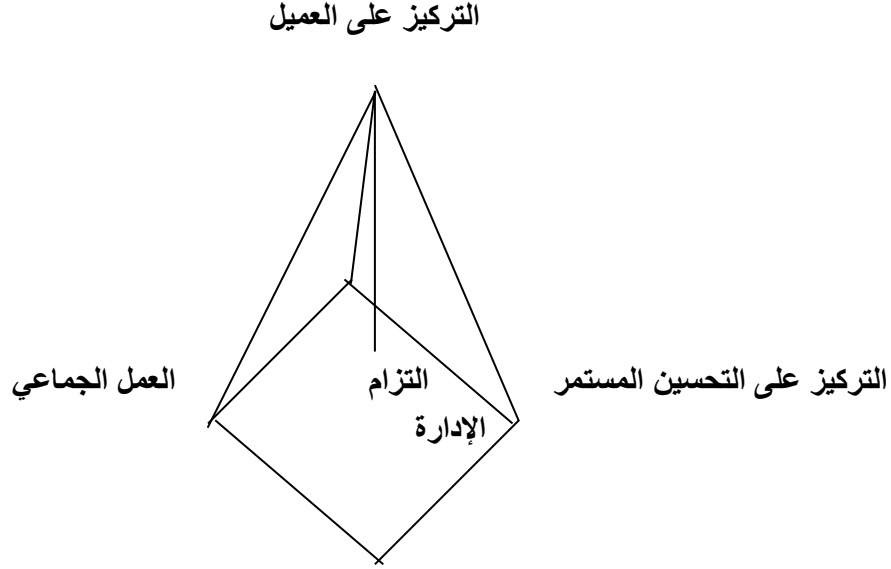 التركيز على العميل
العمل الجماعي
التزام
الإدارة
التركيز على التحسين المستمر